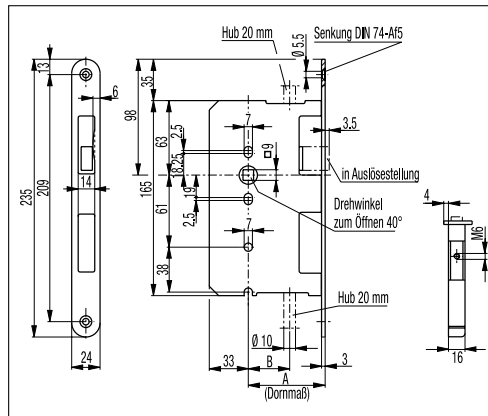 Hub 20 mm
Ø 5.5
Senkung DIN 74-Af5
13
6
35
98
3.5
7
2.5
63
□9
18.25
in Auslösestellung
14
19
235
209
165
4
Drehwinkel
zum Öffnen 40°
61
2.5
7
M6
38
Hub 20 mm
Ø 10
24
33
B
3
16
A
(Dornmaß)